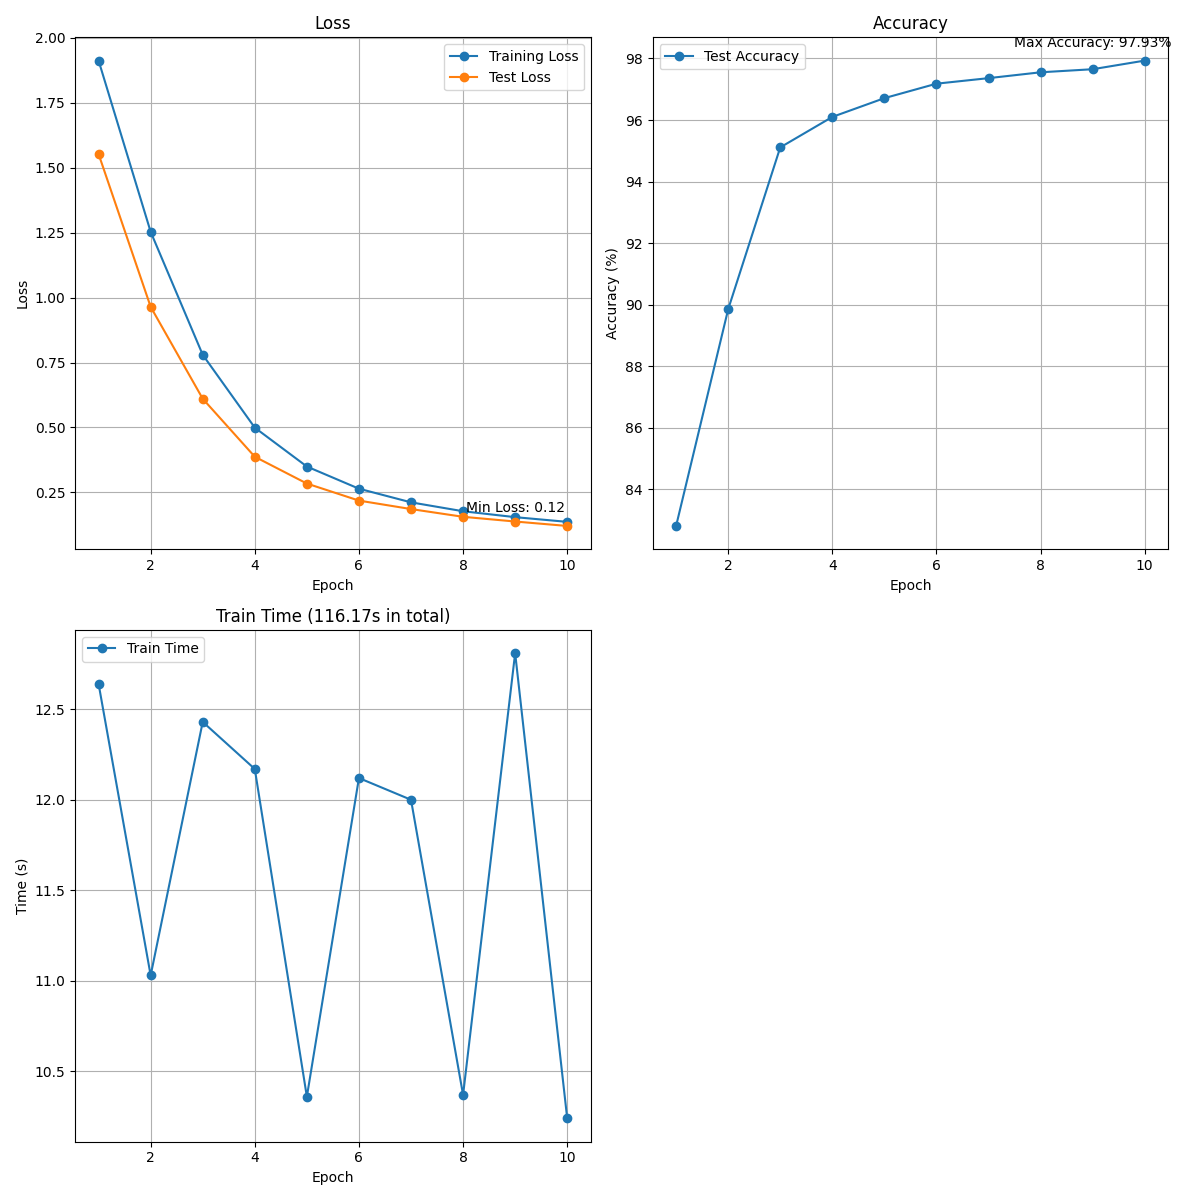 Loss
Training Loss
Test Loss
Min Loss: 0.12
2.00
1.75
1.50
1.25
1.00
0.75
0.50
0.25
Loss
2 4 6 8 10
Epoch
Accuracy
Test Accuracy
Max Accuracy: 97.93%
98
96
94
92
90
88
86
84
Accuracy (%)
2 4 6 8 10
Epoch
Train Time (116.17s in total)
Train Time
12.5
12.0
11.5
11.0
10.5
Time (s)
2 4 6 8 10
Epoch